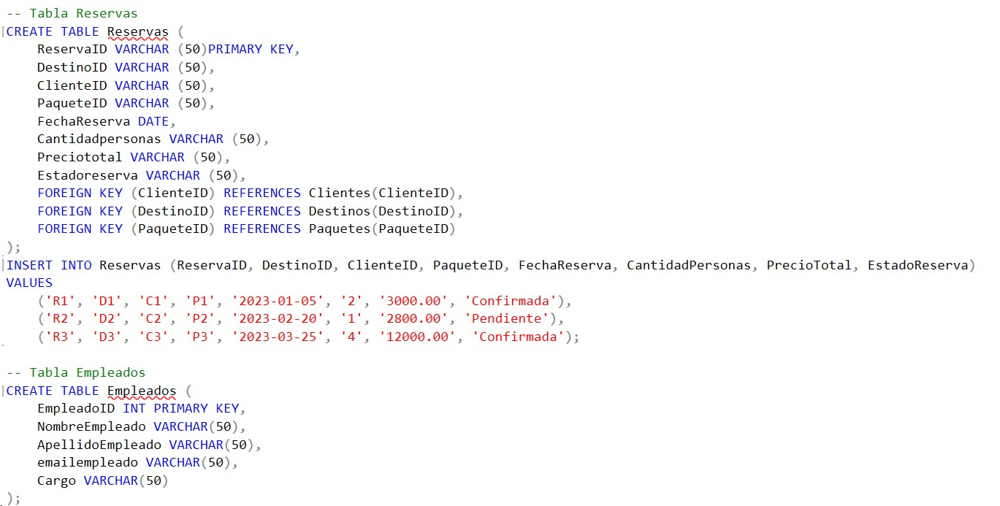 -- Tabla Reservas
CREATE TABLE Reservas (
    ReservaID VARCHAR (50)PRIMARY KEY,
    DestinoID VARCHAR (50),
    ClienteID VARCHAR (50),
    PaqueteID VARCHAR (50),
    FechaReserva DATE,
    Cantidadpersonas VARCHAR (50),
    Preciototal VARCHAR (50),
    Estadoreserva VARCHAR (50),
    FOREIGN KEY (ClienteID) REFERENCES Clientes(ClienteID),
    FOREIGN KEY (DestinoID) REFERENCES Destinos(DestinoID),
    FOREIGN KEY (PaqueteID) REFERENCES Paquetes(PaqueteID)
);
INSERT INTO Reservas (ReservaID, DestinoID, ClienteID, PaqueteID, FechaReserva, CantidadPersonas, PrecioTotal, EstadoReserva)
VALUES
    ('R1', 'D1', 'C1', 'P1', '2023-01-05', '2', '3000.00', 'Confirmada'),
    ('R2', 'D2', 'C2', 'P2', '2023-02-20', '1', '2800.00', 'Pendiente'),
    ('R3', 'D3', 'C3', 'P3', '2023-03-25', '4', '12000.00', 'Confirmada');

-- Tabla Empleados
CREATE TABLE Empleados (
    EmpleadoID INT PRIMARY KEY,
    NombreEmpleado VARCHAR(50),
    ApellidoEmpleado VARCHAR(50),
    emailempleado VARCHAR(50),
    Cargo VARCHAR(50)
);